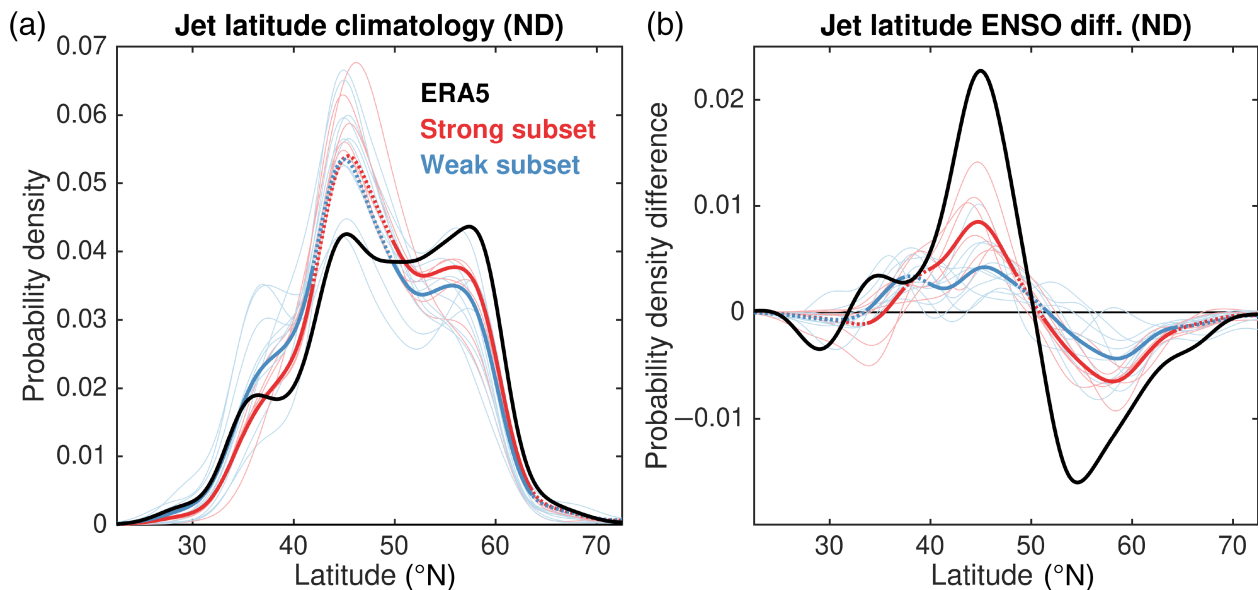 (a) Jet latitude climatology (ND)
0.07
0.06
0.05
0.04
0.03
0.02
0.01
0
Probability density
ERA5
Strong subset
Weak subset
30 40 50 60 70
Latitude (°N)
(b) Jet latitude ENSO diff. (ND)
0.02
0.01
0
−0.01
Probability density difference
30 40 50 60 70
Latitude (°N)